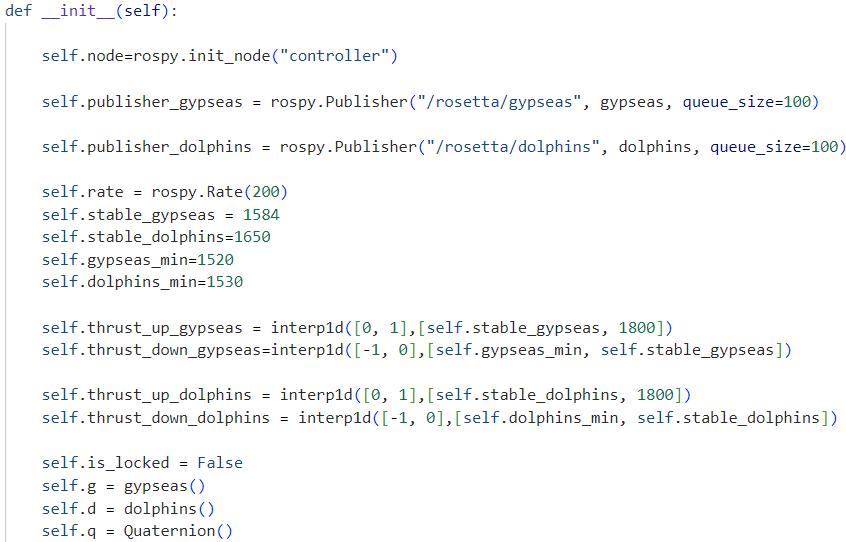 def __init__(self):
self.node=rospy.init_node("controller")
self.publisher_gypseas = rospy.Publisher("/rosetta/gypseas", gypseas, queue_size=100)
self.publisher_dolphins = rospy.Publisher("/rosetta/dolphins", dolphins, queue_size=100)
self.rate = rospy.Rate(200)
self.stable_gypseas = 1584
self.stable_dolphins=1650
self.gypseas_min=1520
self.dolphins_min=1530
self.thrust_up_gypseas = interp1d([0, 1],[self.stable_gypseas, 1800])
self.thrust_down_gypseas=interp1d([-1, 0],[self.gypseas_min, self.stable_gypseas])
self.thrust_up_dolphins = interp1d([0, 1],[self.stable_dolphins, 1800])
self.thrust_down_dolphins = interp1d([-1, 0],[self.dolphins_min, self.stable_dolphins])
self.is_locked = False
self.g = gypseas()
self.d = dolphins()
self.q = Quaternion()